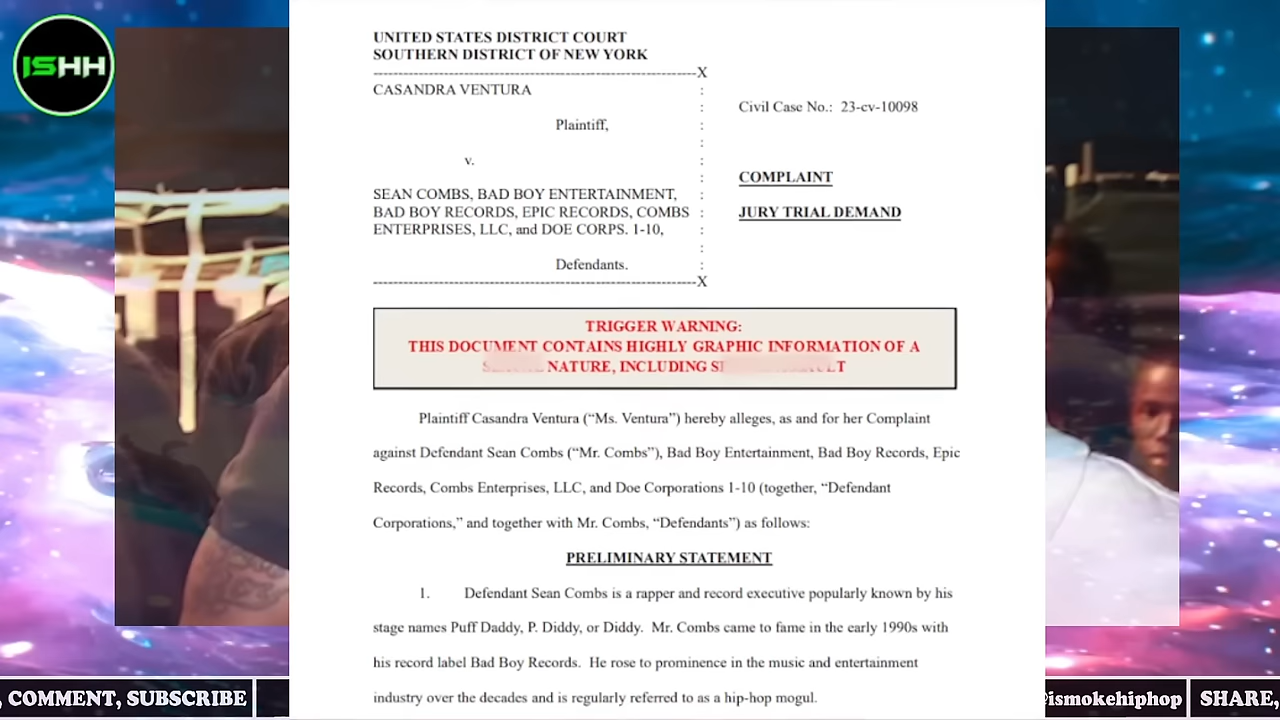 ISHH
UNITED STATES DISTRICT COURT
SOUTHERN DISTRICT OF NEW YORK
----------------------------------------------------------------------X
CASANDRA VENTURA :
: Civil Case No.: 23-cv-10098
Plaintiff, :
:
v. :
: COMPLAINT
SEAN COMBS, BAD BOY ENTERTAINMENT, :
BAD BOY RECORDS, EPIC RECORDS, COMBS : JURY TRIAL DEMAND
ENTERPRISES, LLC, and DOE CORPS. 1-10, :
:
Defendants. :
----------------------------------------------------------------------X
TRIGGER WARNING:
THIS DOCUMENT CONTAINS HIGHLY GRAPHIC INFORMATION OF A
NATURE, INCLUDING
Plaintiff Casandra Ventura (“Ms. Ventura”) hereby alleges, as and for her Complaint
against Defendant Sean Combs (“Mr. Combs”), Bad Boy Entertainment, Bad Boy Records, Epic
Records, Combs Enterprises, LLC, and Doe Corporations 1-10 (together, “Defendant
Corporations,” and together with Mr. Combs, “Defendants”) as follows:
PRELIMINARY STATEMENT
1. Defendant Sean Combs is a rapper and record executive popularly known by his
stage names Puff Daddy, P. Diddy, or Diddy. Mr. Combs came to fame in the early 1990s with
his record label Bad Boy Records. He rose to prominence in the music and entertainment
industry over the decades and is regularly referred to as a hip-hop mogul.
, COMMENT, SUBSCRIBE
@ismokehiphop
SHARE,